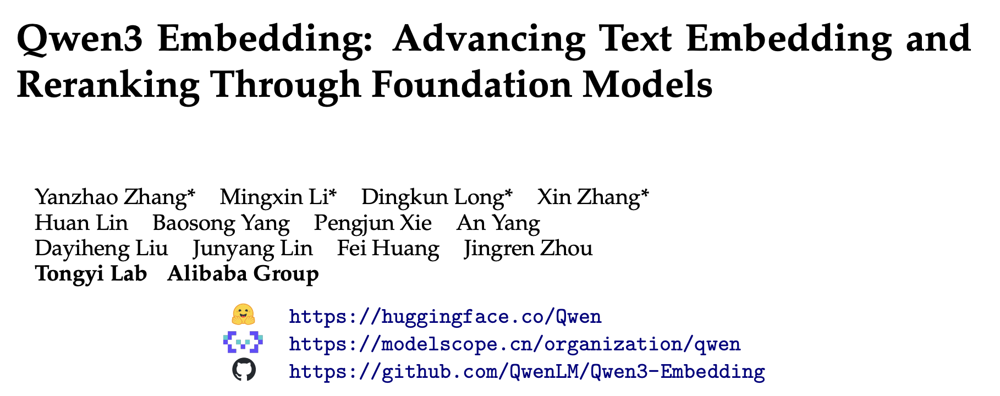 Qwen3 Embedding: Advancing Text Embedding and
Reranking Through Foundation Models
Yanzhao Zhang* Mingxin Li* Dingkun Long* Xin Zhang*
Huan Lin Baosong Yang Pengjun Xie An Yang
Dayiheng Liu Junyang Lin Fei Huang Jingren Zhou
Tongyi Lab Alibaba Group
https://huggingface.co/Qwen
https://modelscope.cn/organization/qwen
https://github.com/QwenLM/Qwen3-Embedding